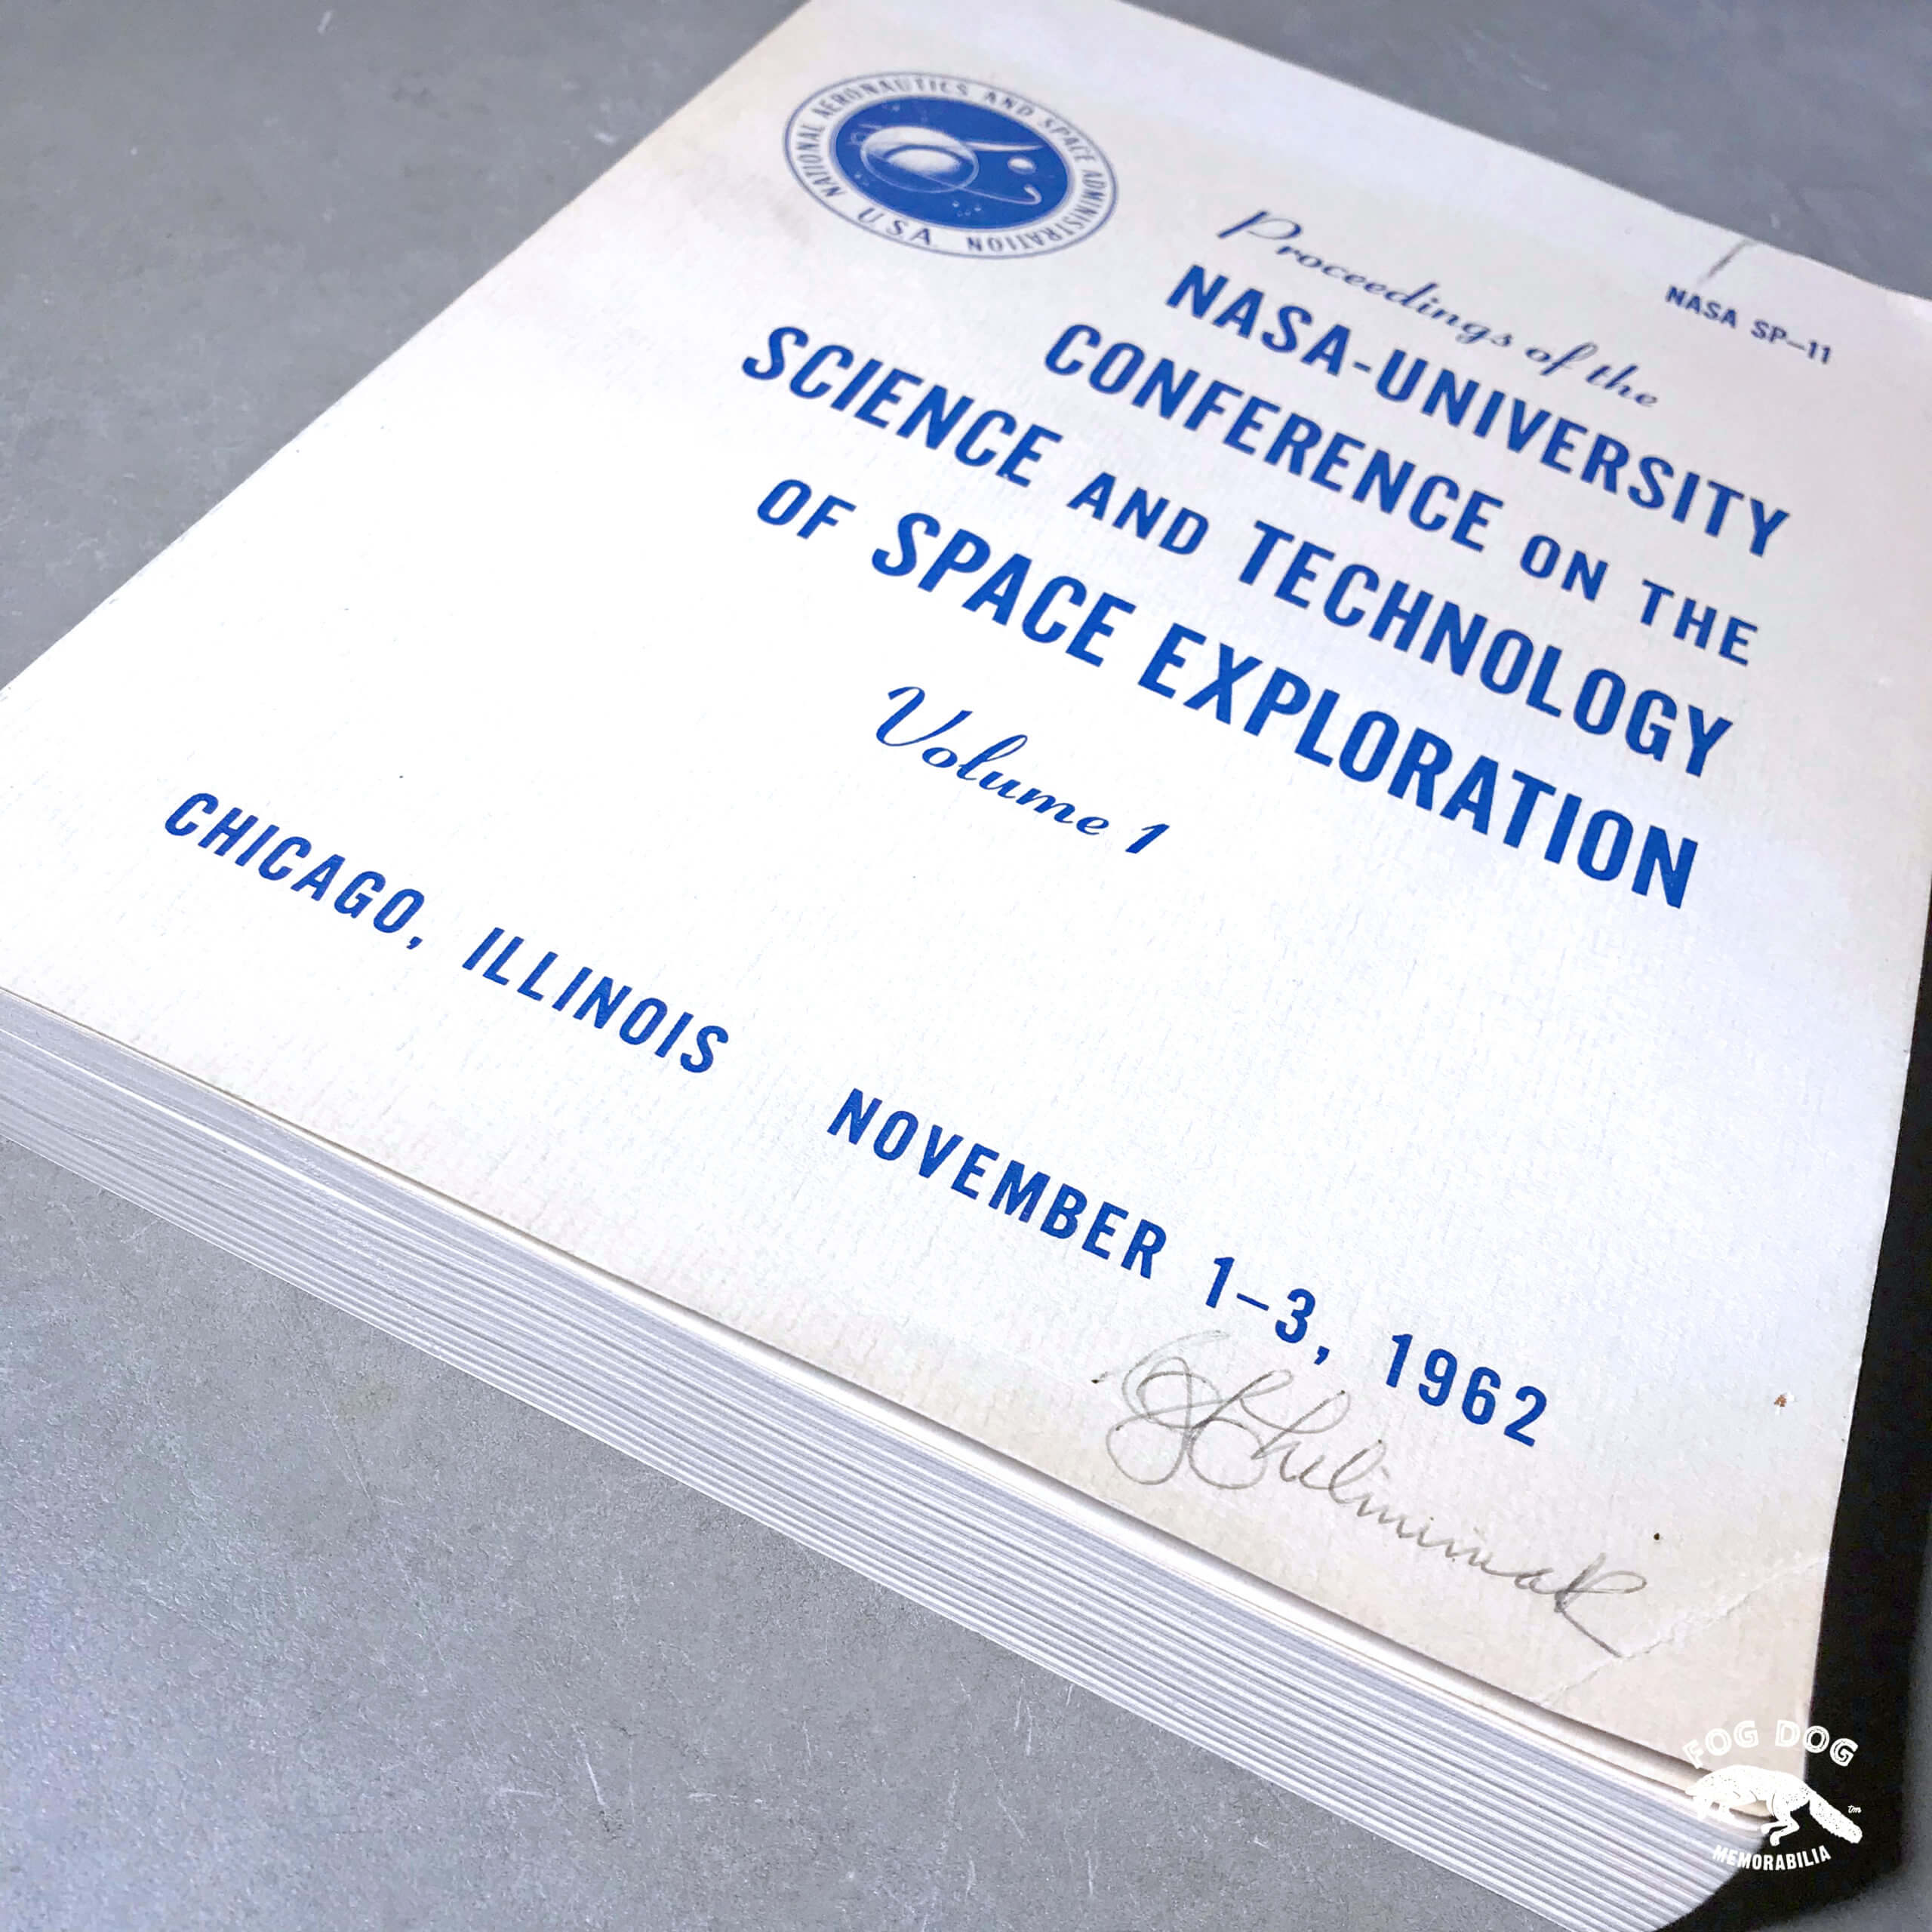 NATIONAL AERONAUTICS AND SPACE ADMINISTRATION
U S A
NASA SP–11
Proceedings of the
NASA-UNIVERSITY
CONFERENCE ON THE
SCIENCE AND TECHNOLOGY
OF SPACE EXPLORATION
Volume 1
CHICAGO, ILLINOIS NOVEMBER 1–3, 1962
FOG DOG
TM
MEMORABILIA